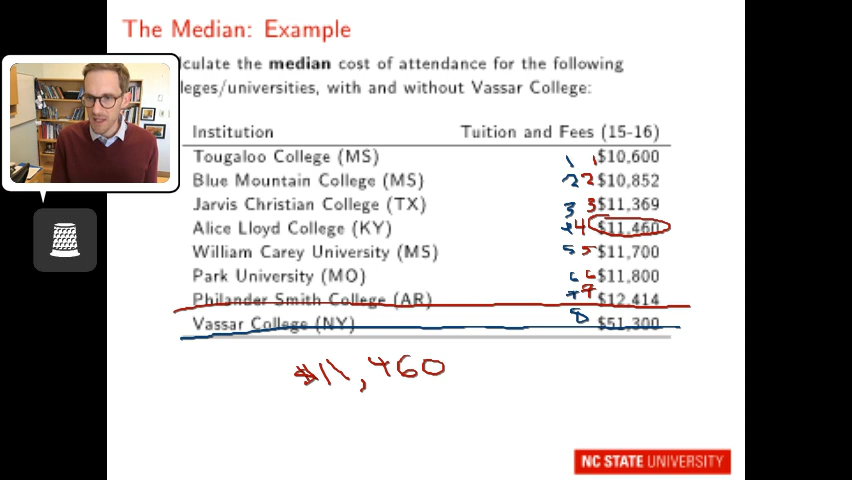 The Median: Example
lculate the median cost of attendance for the following
leges/universities, with and without Vassar College:
Institution Tuition and Fees (15-16)
Tougaloo College (MS) 1 1 $10,600
Blue Mountain College (MS) 2 2 $10,852
Jarvis Christian College (TX) 3 3 $11,369
Alice Lloyd College (KY) 4 4 $11,460
William Carey University (MS) 5 5 $11,700
Park University (MO) 6 6 $11,800
Philander Smith College (AR) 7 7 $12,414
Vassar College (NY) 8 $51,300
$11,460
NC STATE UNIVERSITY